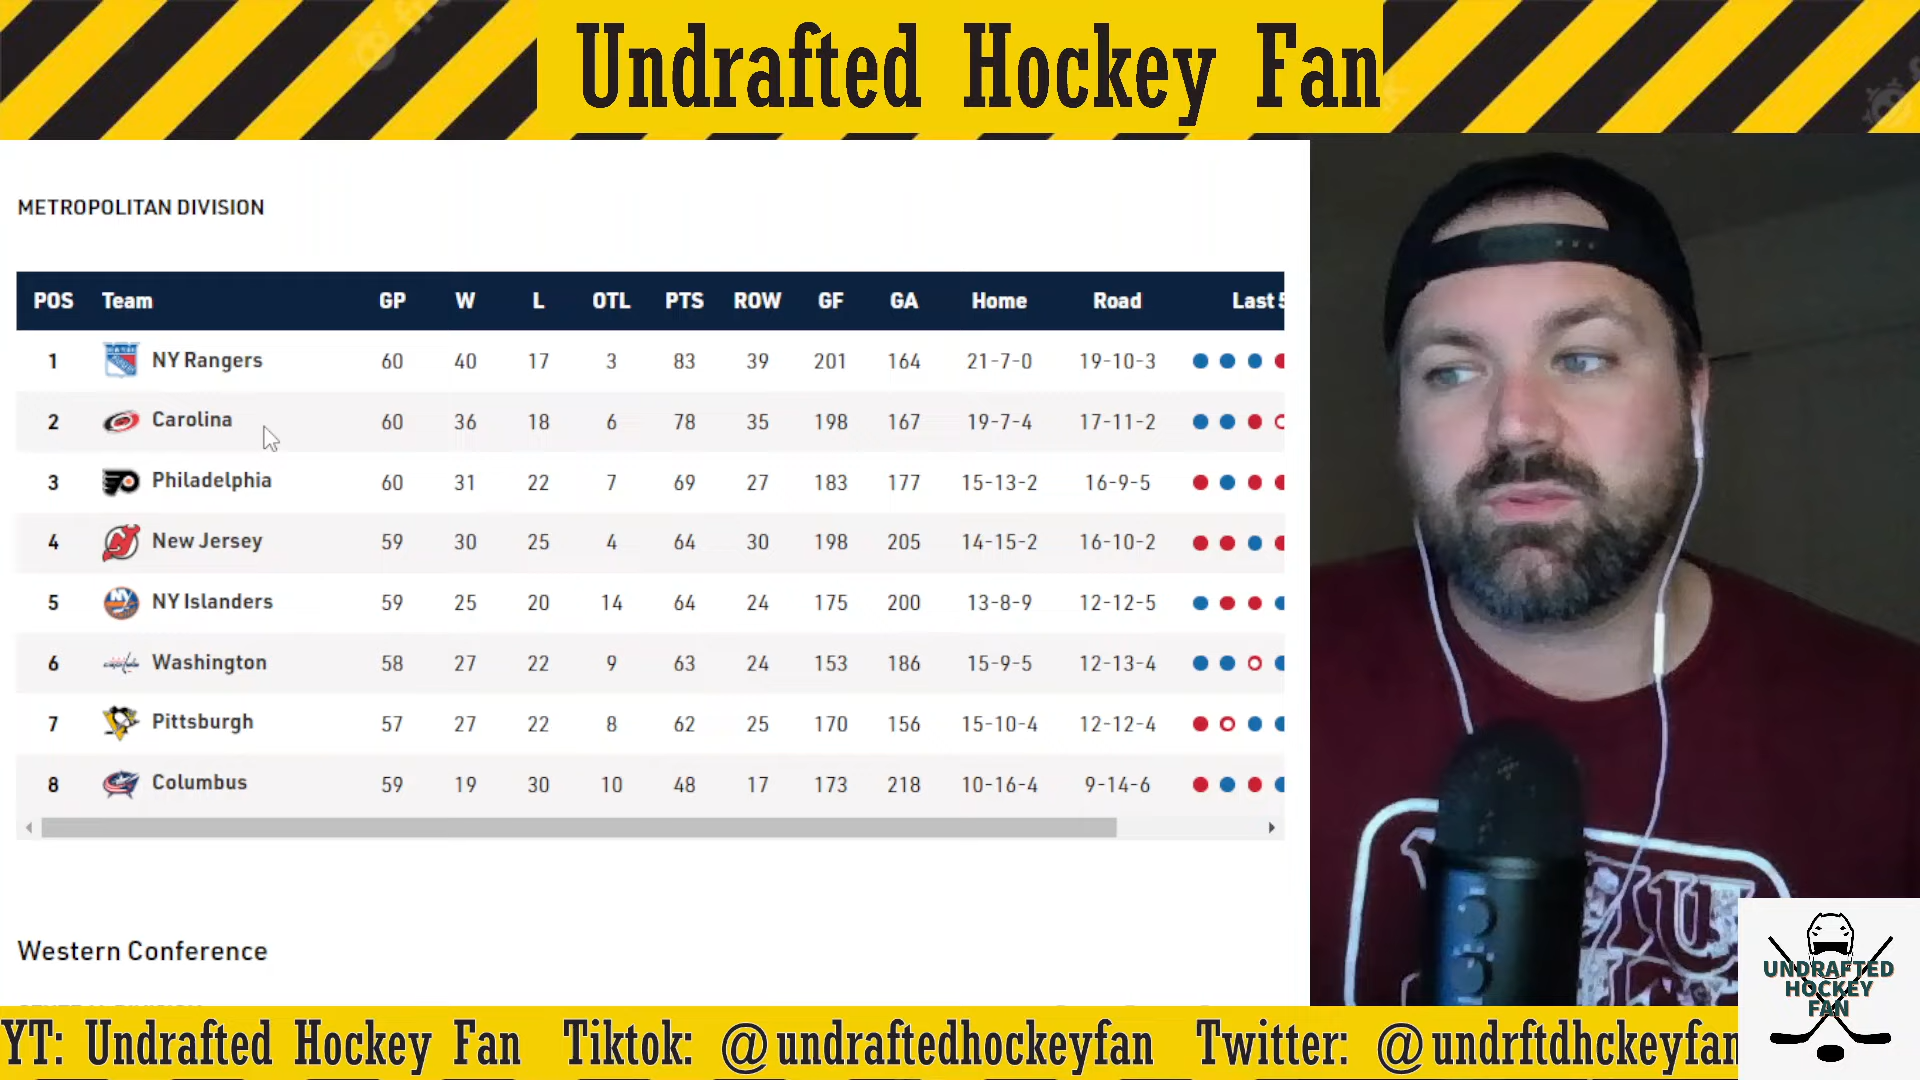 Undrafted Hockey Fan
METROPOLITAN DIVISION
POS Team GP W L OTL PTS ROW GF GA Home Road Last 5
1 NY Rangers 60 40 17 3 83 39 201 164 21-7-0 19-10-3
2 Carolina 60 36 18 6 78 35 198 167 19-7-4 17-11-2
3 Philadelphia 60 31 22 7 69 27 183 177 15-13-2 16-9-5
4 New Jersey 59 30 25 4 64 30 198 205 14-15-2 16-10-2
5 NY Islanders 59 25 20 14 64 24 175 200 13-8-9 12-12-5
6 Washington 58 27 22 9 63 24 153 186 15-9-5 12-13-4
7 Pittsburgh 57 27 22 8 62 25 170 156 15-10-4 12-12-4
8 Columbus 59 19 30 10 48 17 173 218 10-16-4 9-14-6
Western Conference
UNDRAFTED
HOCKEY
FAN
YT: Undrafted Hockey Fan Tiktok: @undraftedhockeyfan Twitter: @undrftdhckeyfan